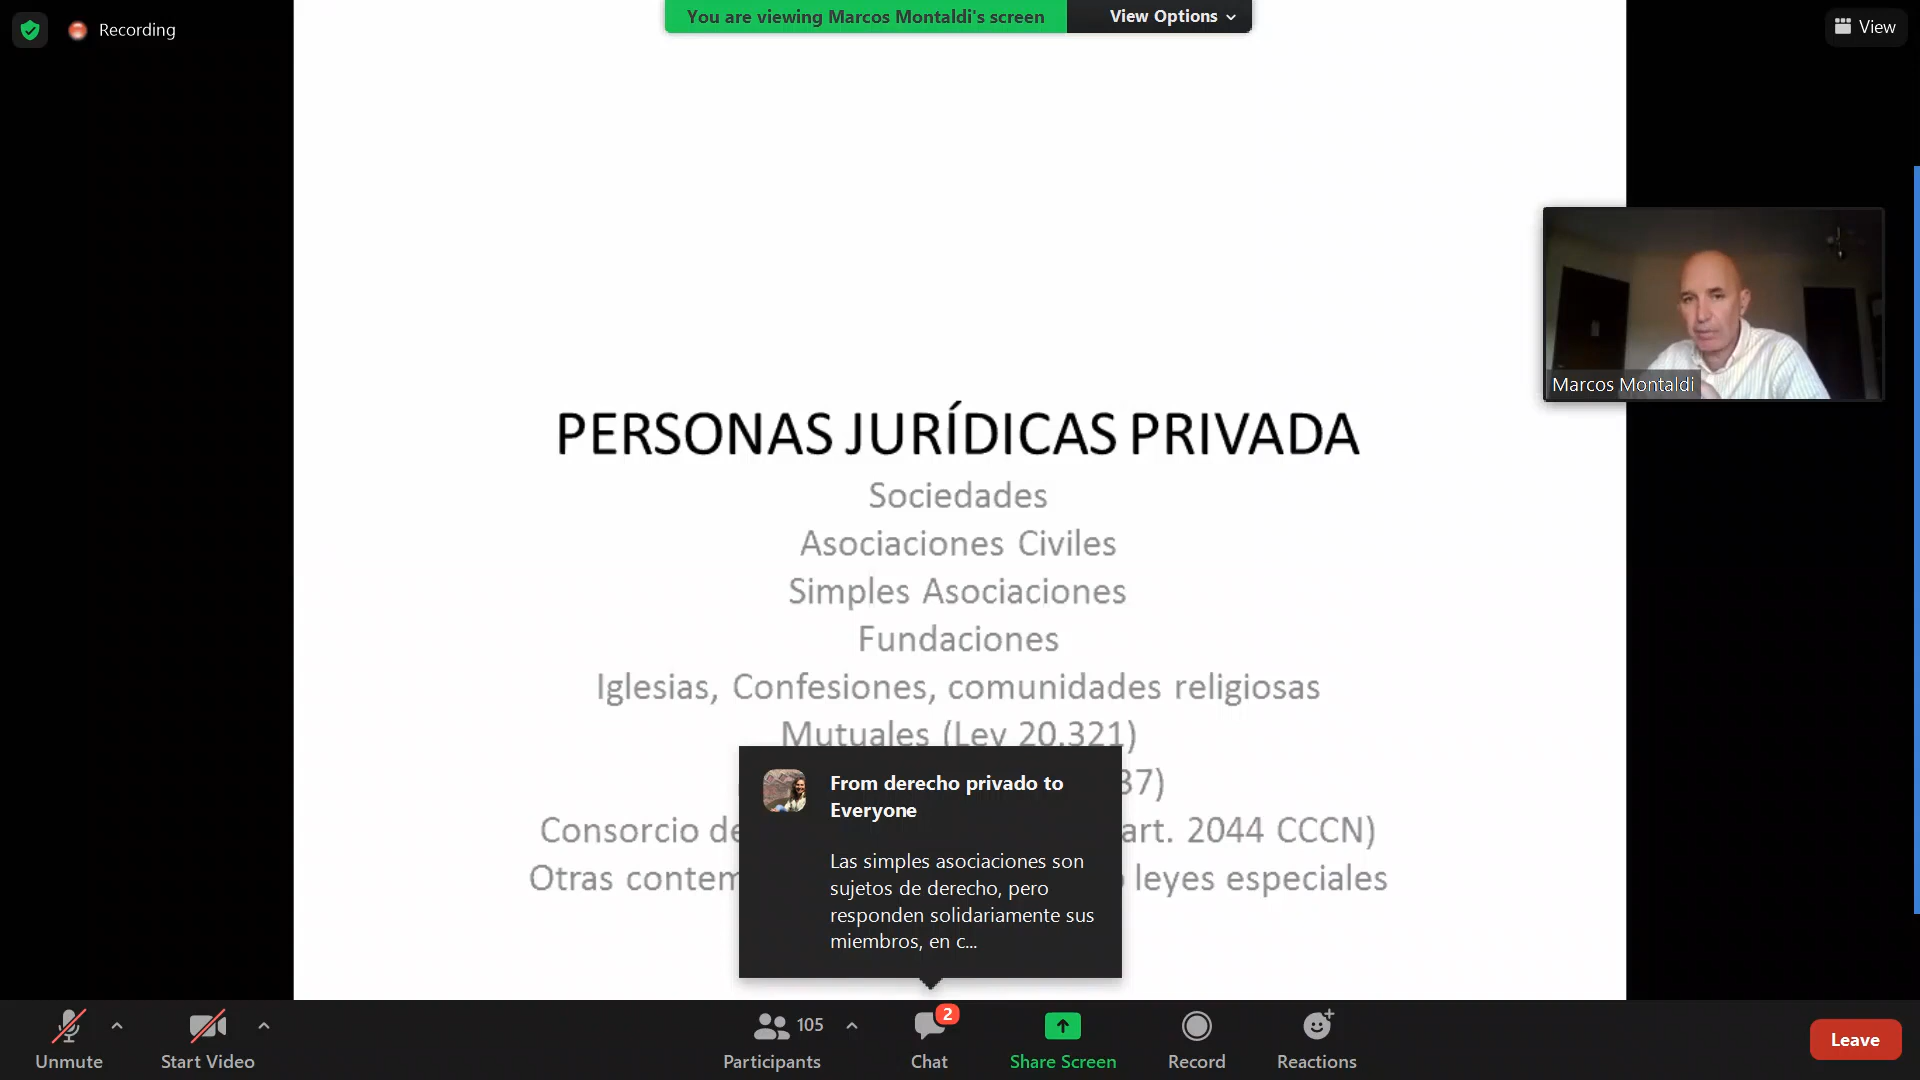 Recording
You are viewing Marcos Montaldi's screen
View Options
View
Marcos Montaldi
PERSONAS JURÍDICAS PRIVADA
Sociedades
Asociaciones Civiles
Simples Asociaciones
Fundaciones
Iglesias, Confesiones, comunidades religiosas
Mutuales (Ley 20.321)
37)
Consorcio de art. 2044 CCCN)
Otras contem leyes especiales
From derecho privado to
Everyone
Las simples asociaciones son
sujetos de derecho, pero
responden solidariamente sus
miembros, en c...
Unmute
Start Video
105
Participants
2
Chat
Share Screen
Record
Reactions
Leave